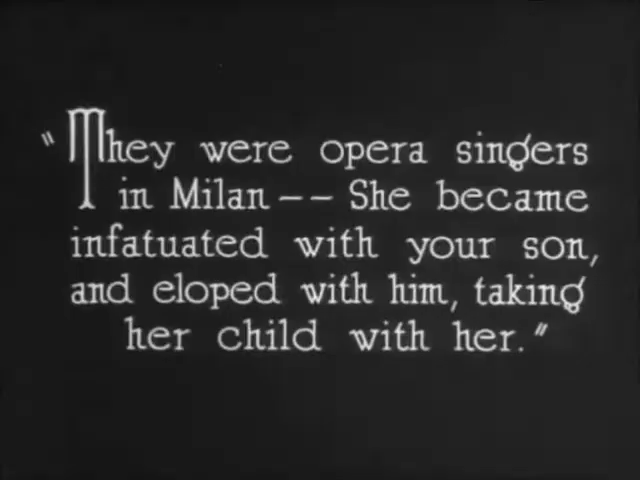 "They were opera singers
in Milan -- She became
infatuated with your son,
and eloped with him, taking
her child with her."